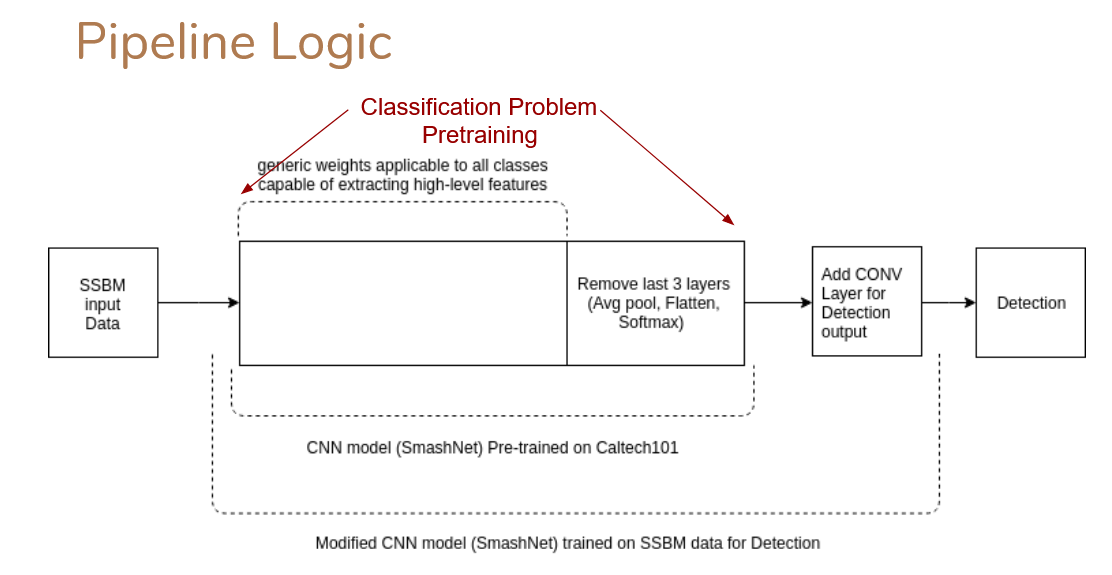 Pipeline Logic
Classification Problem
Pretraining
generic weights applicable to all classes
capable of extracting high-level features
SSBM
input
Data
Remove last 3 layers
(Avg pool, Flatten,
Softmax)
Add CONV
Layer for
Detection
output
Detection
CNN model (SmashNet) Pre-trained on Caltech101
Modified CNN model (SmashNet) trained on SSBM data for Detection